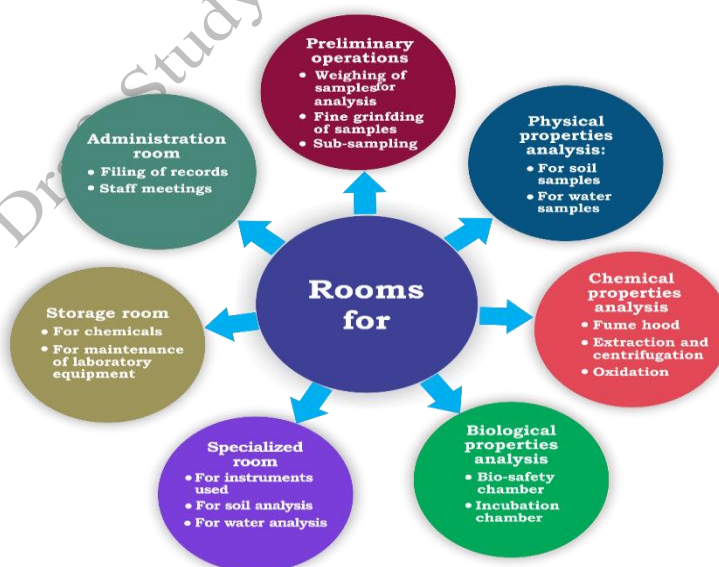 Preliminary
operations
• Weighing of
samples for
analysis
• Fine grinfding
of samples
• Sub-sampling
Physical
properties
analysis:
• For soil
samples
• For water
samples
Chemical
properties
analysis
• Fume hood
• Extraction and
centrifugation
• Oxidation
Biological
properties
analysis
• Bio-safety
chamber
• Incubation
chamber
Specialized
room
• For instruments
used
• For soil analysis
• For water analysis
Storage room
• For chemicals
• For maintenance
of laboratory
equipment
Administration
room
• Filing of records
• Staff meetings
Rooms
for
Study